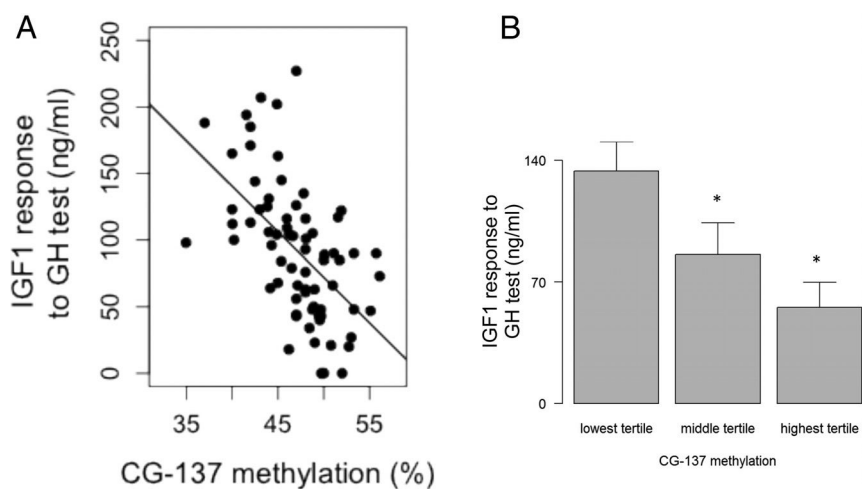 A
IGF1 response
to GH test (ng/ml)
250
200
150
100
50
0
35
45
55
CG-137 methylation (%)
B
IGF1 response to
GH test (ng/ml)
140
70
0
*
*
lowest tertile
middle tertile
highest tertile
CG-137 methylation